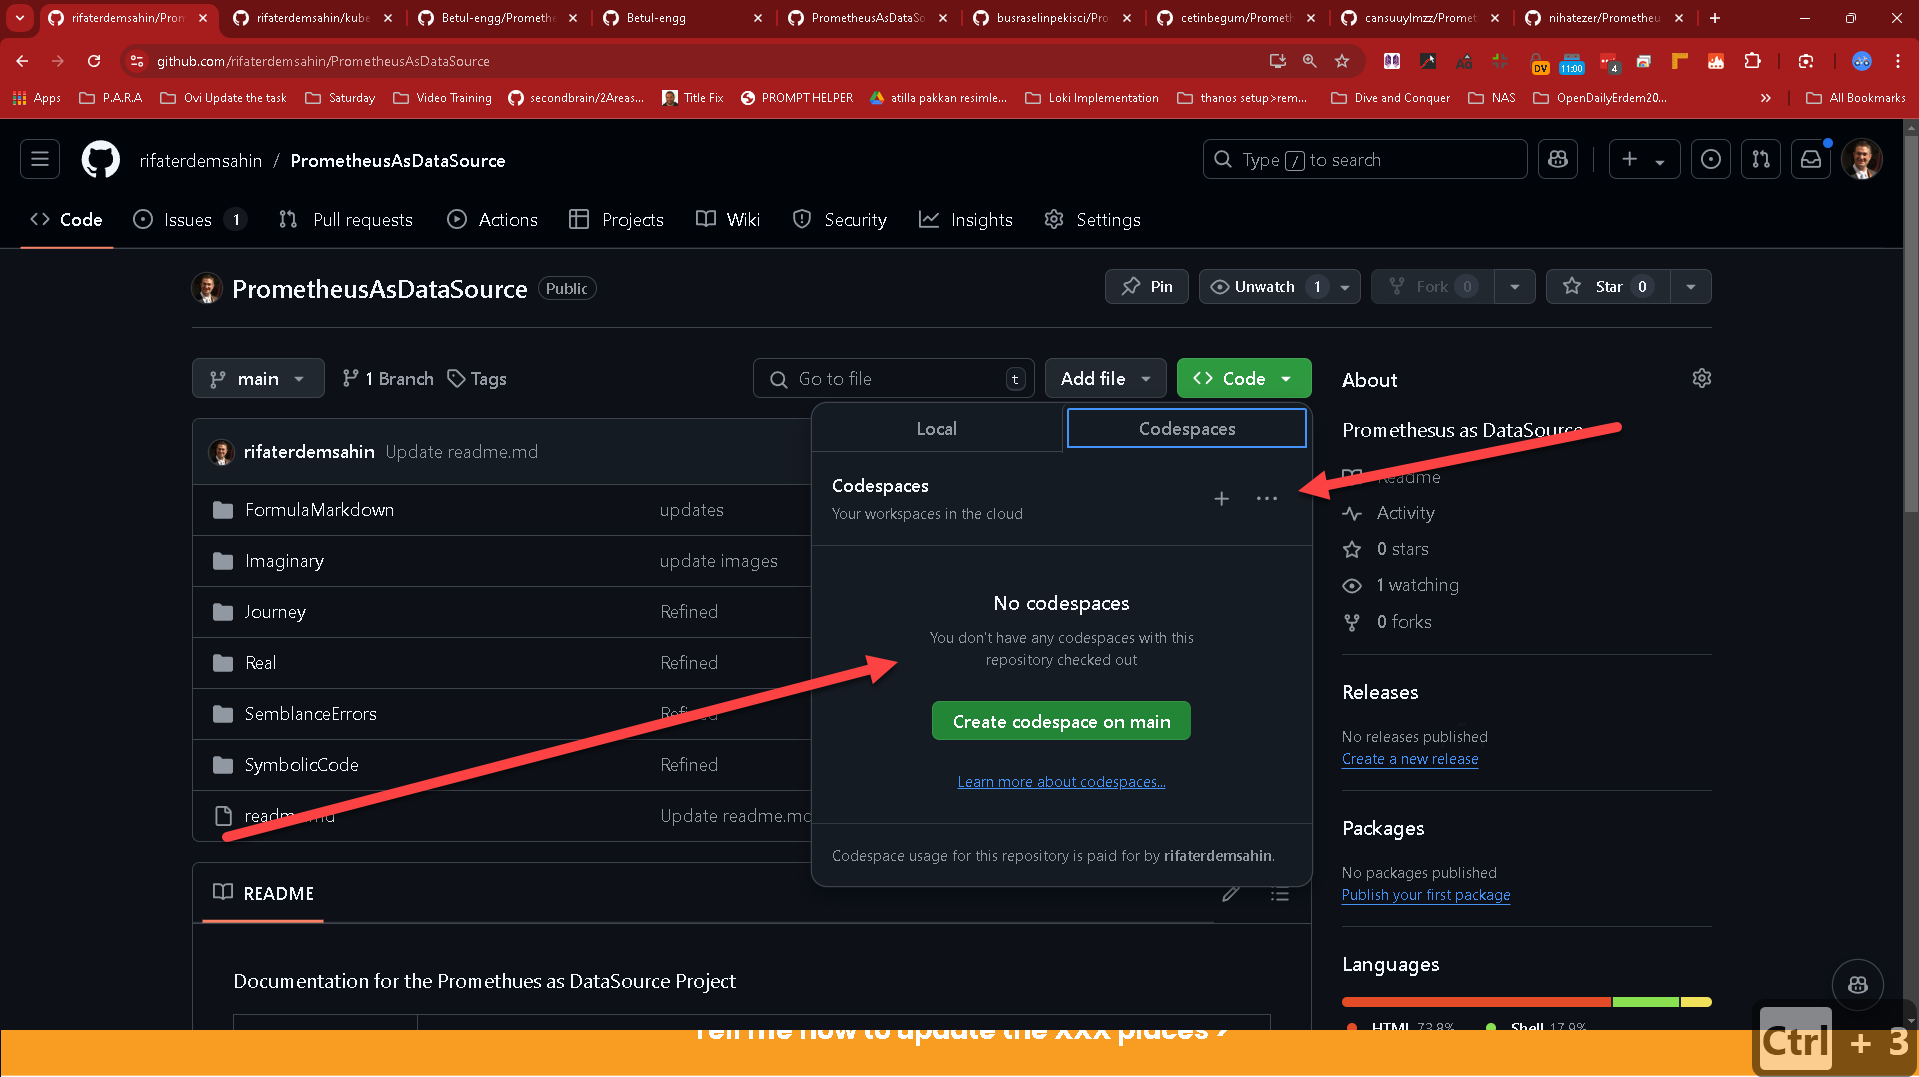 rifaterdemsahin/Pron
rifaterdemsahin/kube
Betul-engg/Promethe
Betul-engg
PrometheusAsDataSo
busraselinpekisci/Pro
cetinbegum/Prometh
cansuuylmzz/Promet
nihatezer/Prometheu
github.com/rifaterdemsahin/PrometheusAsDataSource
DV
11:00
4
Apps
P.A.R.A
Ovi Update the task
Saturday
Video Training
secondbrain/2Areas...
Title Fix
PROMPT HELPER
atilla pakkan resimle...
Loki Implementation
thanos setup>rem...
Dive and Conquer
NAS
OpenDailyErdem20...
All Bookmarks
rifaterdemsahin / PrometheusAsDataSource
Type / to search
Code
Issues 1
Pull requests
Actions
Projects
Wiki
Security
Insights
Settings
PrometheusAsDataSource Public
Pin
Unwatch 1
Fork 0
Star 0
main
1 Branch
Tags
Go to file t
Add file
<> Code
About
Local
Codespaces
Promethesus as DataSource
rifaterdemsahin Update readme.md
Readme
Codespaces
Your workspaces in the cloud
FormulaMarkdown updates
Activity
0 stars
Imaginary update images
1 watching
No codespaces
Journey Refined
0 forks
You don't have any codespaces with this
repository checked out
Real Refined
Releases
SemblanceErrors Refined
Create codespace on main
No releases published
Create a new release
SymbolicCode Refined
Learn more about codespaces...
readme.md Update readme.md
Packages
Codespace usage for this repository is paid for by rifaterdemsahin.
No packages published
Publish your first package
README
Languages
Documentation for the Promethues as DataSource Project
HTML 73.8%
Shell 17.9%
Tell me how to update the XXX places ?
Ctrl + 3